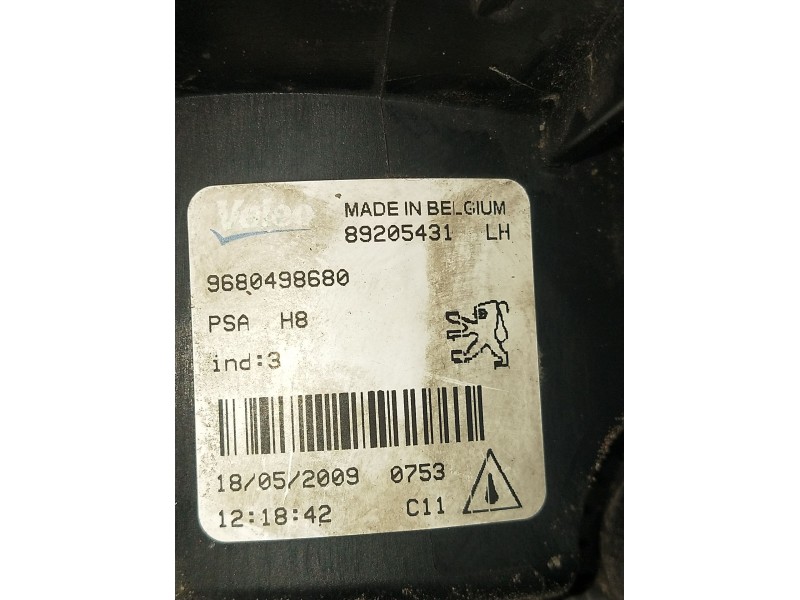 Valeo
MADE IN BELGIUM
89205431 LH
9680498680
PSA H8
ind:3
18/05/2009 0753
12:18:42 C11